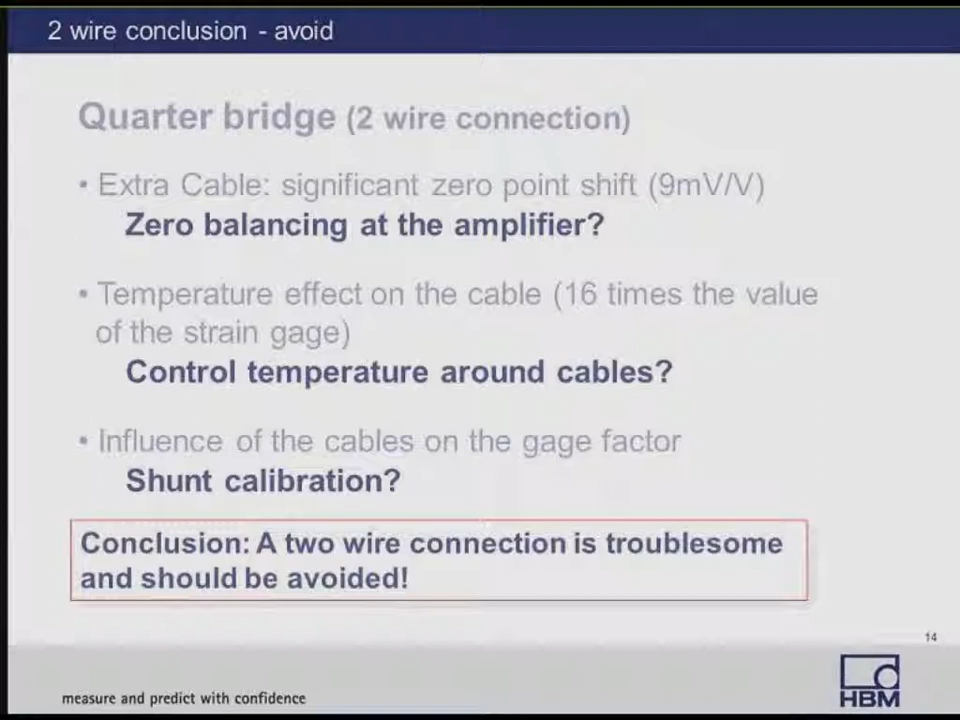 2 wire conclusion - avoid
Quarter bridge (2 wire connection)
• Extra Cable: significant zero point shift (9mV/V)
Zero balancing at the amplifier?
• Temperature effect on the cable (16 times the value
of the strain gage)
Control temperature around cables?
• Influence of the cables on the gage factor
Shunt calibration?
Conclusion: A two wire connection is troublesome
and should be avoided!
14
measure and predict with confidence
HBM